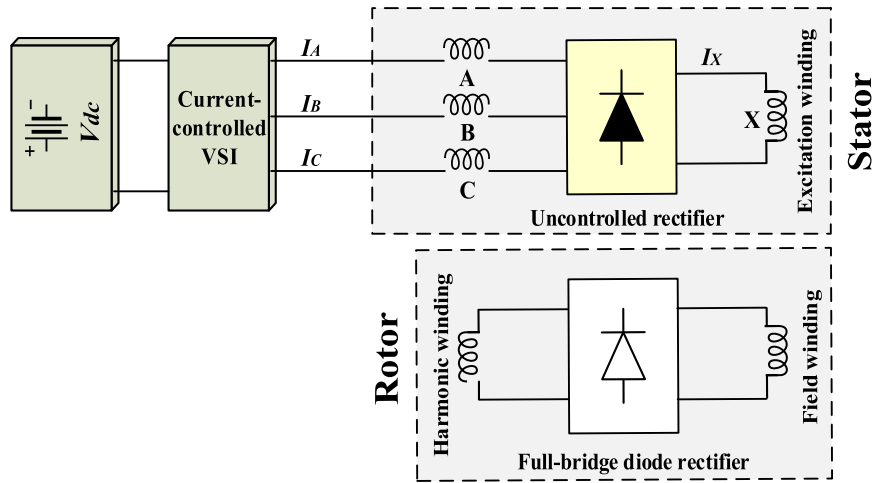 − + Vdc
Current-
controlled
VSI
IA
IB
IC
A
B
C
IX
X
Excitation winding
Uncontrolled rectifier
Stator
Rotor
Harmonic winding
Field winding
Full-bridge diode rectifier